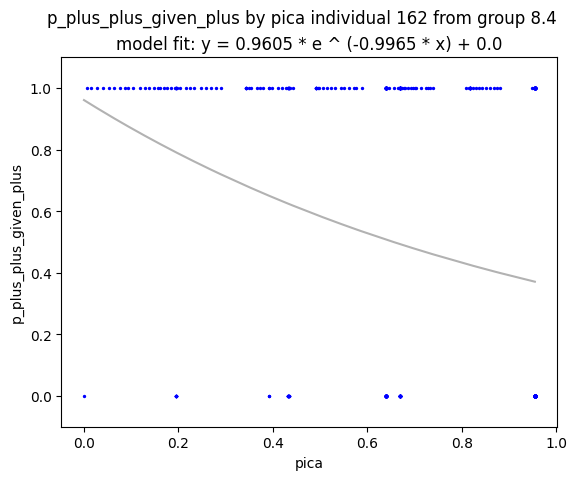 p_plus_plus_given_plus by pica individual 162 from group 8.4
model fit: y = 0.9605 * e ^ (-0.9965 * x) + 0.0
1.0
0.8
0.6
0.4
0.2
0.0
p_plus_plus_given_plus
0.0 0.2 0.4 0.6 0.8 1.0
pica